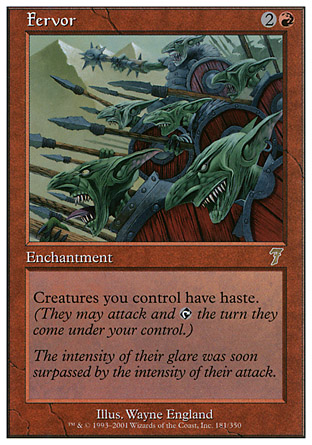 Fervor 2
Enchantment 7
Creatures you control have haste.
(They may attack and the turn they
come under your control.)
The intensity of their glare was soon
surpassed by the intensity of their attack.
Illus. Wayne England
™ & © 1993–2001 Wizards of the Coast, Inc. 181/350